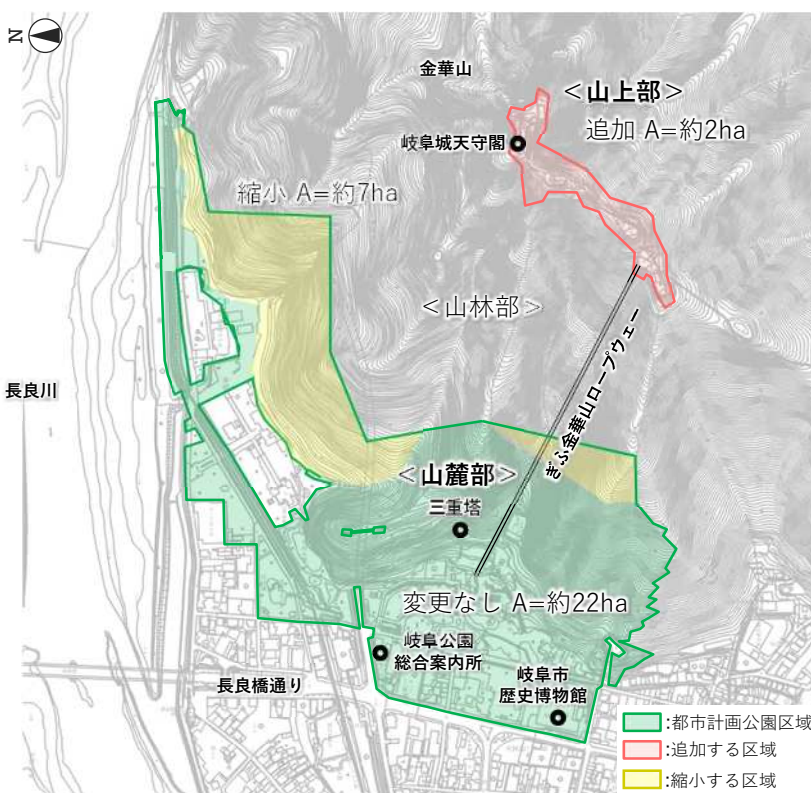 N
金華山
＜山上部＞
追加 A=約2ha
岐阜城天守閣
縮小 A=約7ha
＜山林部＞
ぎふ金華山ロープウェー
長良川
＜山麓部＞
三重塔
変更なし A=約22ha
岐阜公園
総合案内所
長良橋通り
岐阜市
歴史博物館
:都市計画公園区域
:追加する区域
:縮小する区域